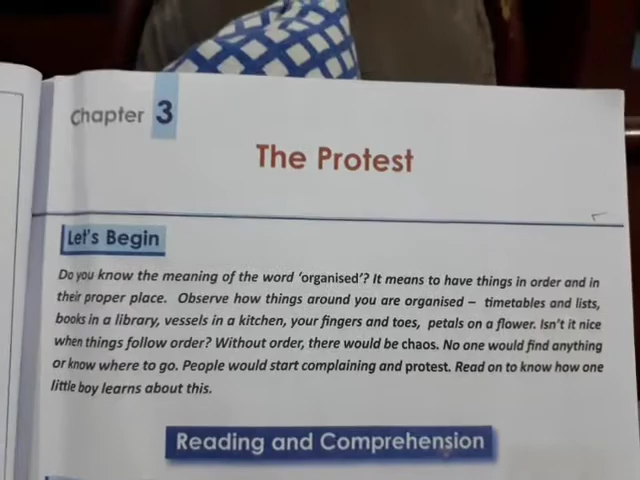 Chapter 3
The Protest
Let's Begin
Do you know the meaning of the word 'organised'? It means to have things in order and in
their proper place. Observe how things around you are organised – timetables and lists,
books in a library, vessels in a kitchen, your fingers and toes, petals on a flower. Isn't it nice
when things follow order? Without order, there would be chaos. No one would find anything
or know where to go. People would start complaining and protest. Read on to know how one
little boy learns about this.
Reading and Comprehension